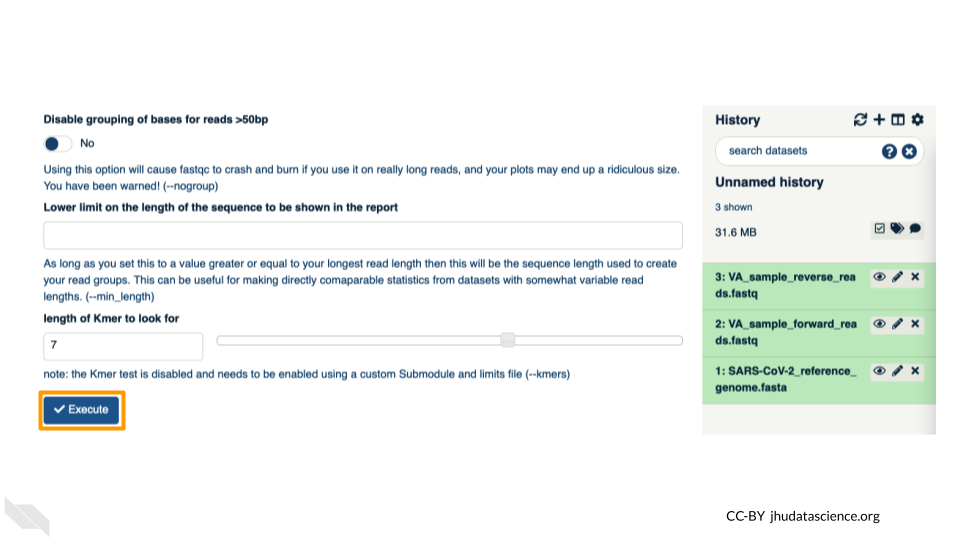 Disable grouping of bases for reads >50bp
No
Using this option will cause fastqc to crash and burn if you use it on really long reads, and your plots may end up a ridiculous size.
You have been warned! (--nogroup)
Lower limit on the length of the sequence to be shown in the report
As long as you set this to a value greater or equal to your longest read length then this will be the sequence length used to create
your read groups. This can be useful for making directly comaparable statistics from datasets with somewhat variable read
lengths. (--min_length)
length of Kmer to look for
7
note: the Kmer test is disabled and needs to be enabled using a custom Submodule and limits file (--kmers)
Execute
History
search datasets
Unnamed history
3 shown
31.6 MB
3: VA_sample_reverse_rea
ds.fastq
2: VA_sample_forward_rea
ds.fastq
1: SARS-CoV-2_reference_
genome.fasta
CC-BY jhudatascience.org